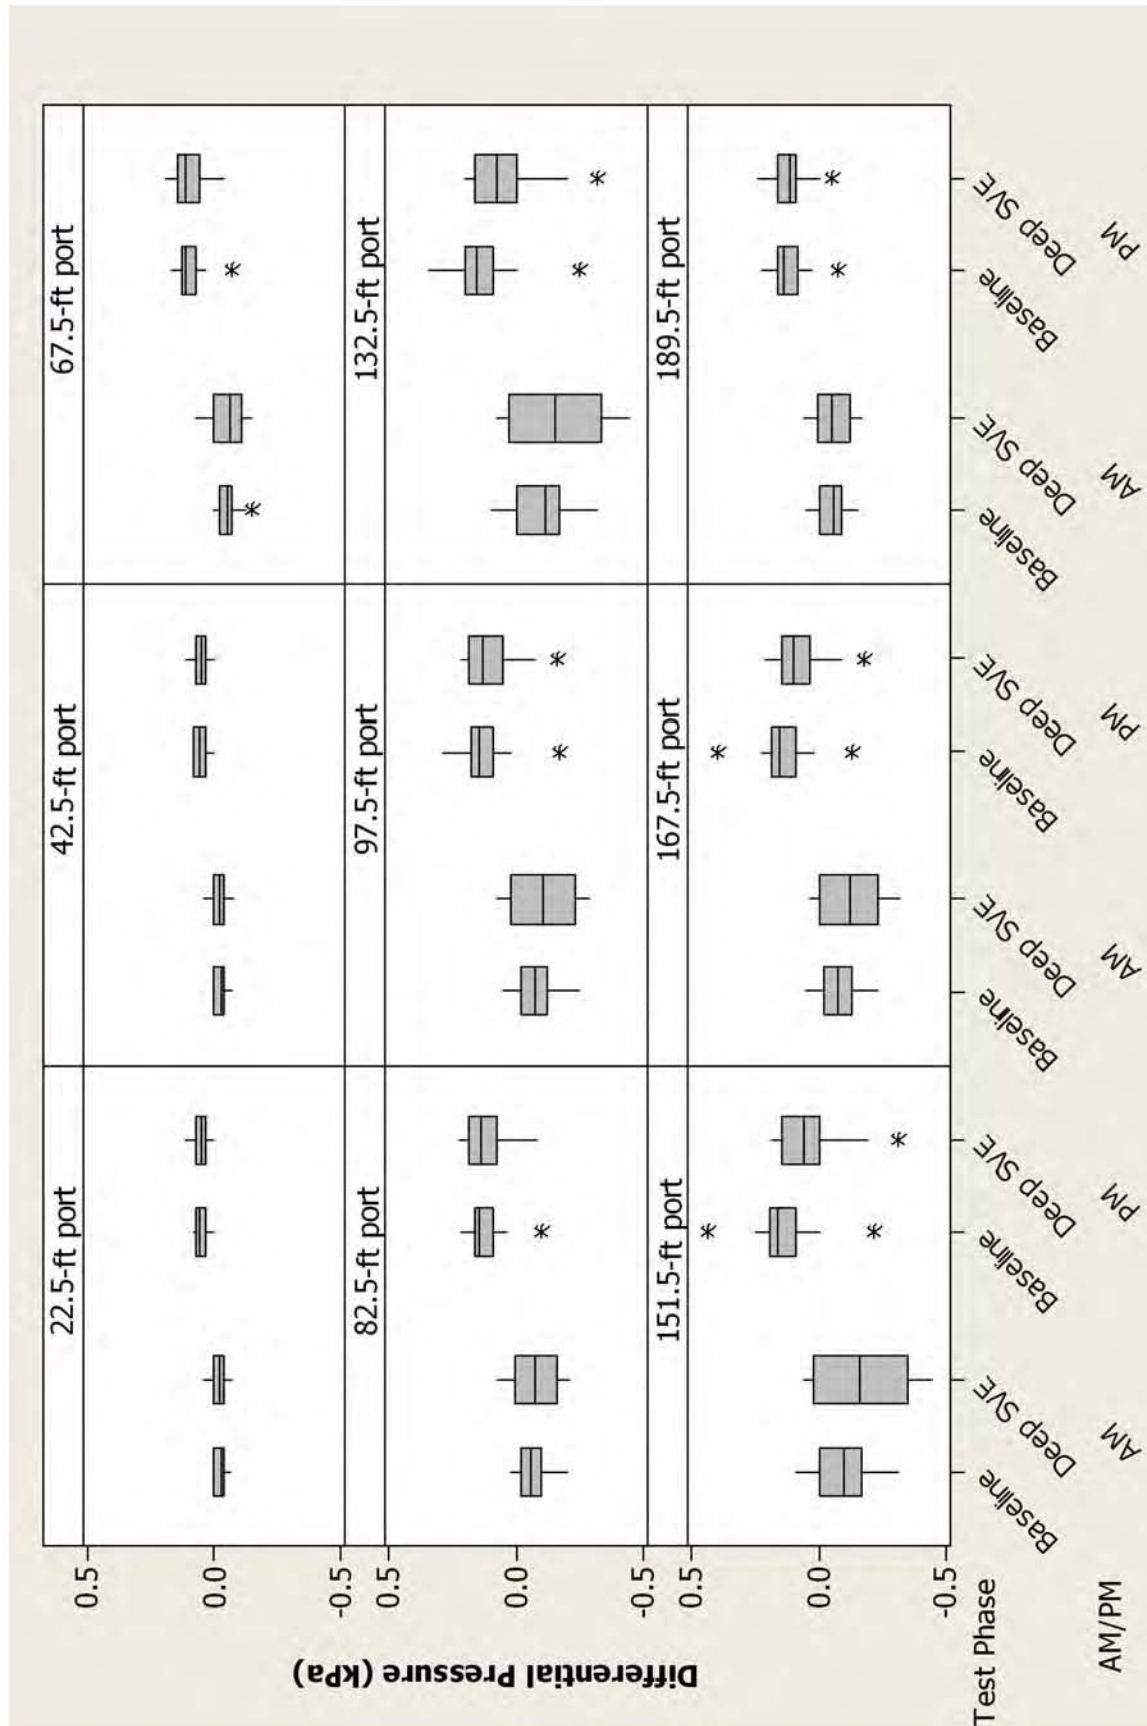 22.5-ft port 42.5-ft port 67.5-ft port
0.5
0.0
-0.5
82.5-ft port 97.5-ft port 132.5-ft port
0.5
0.0
-0.5
151.5-ft port 167.5-ft port 189.5-ft port
0.5
0.0
-0.5
Differential Pressure (kPa)
Test Phase Baseline Deep SVE Baseline Deep SVE Baseline Deep SVE Baseline Deep SVE Baseline Deep SVE Baseline Deep SVE
AM/PM AM PM AM PM AM PM